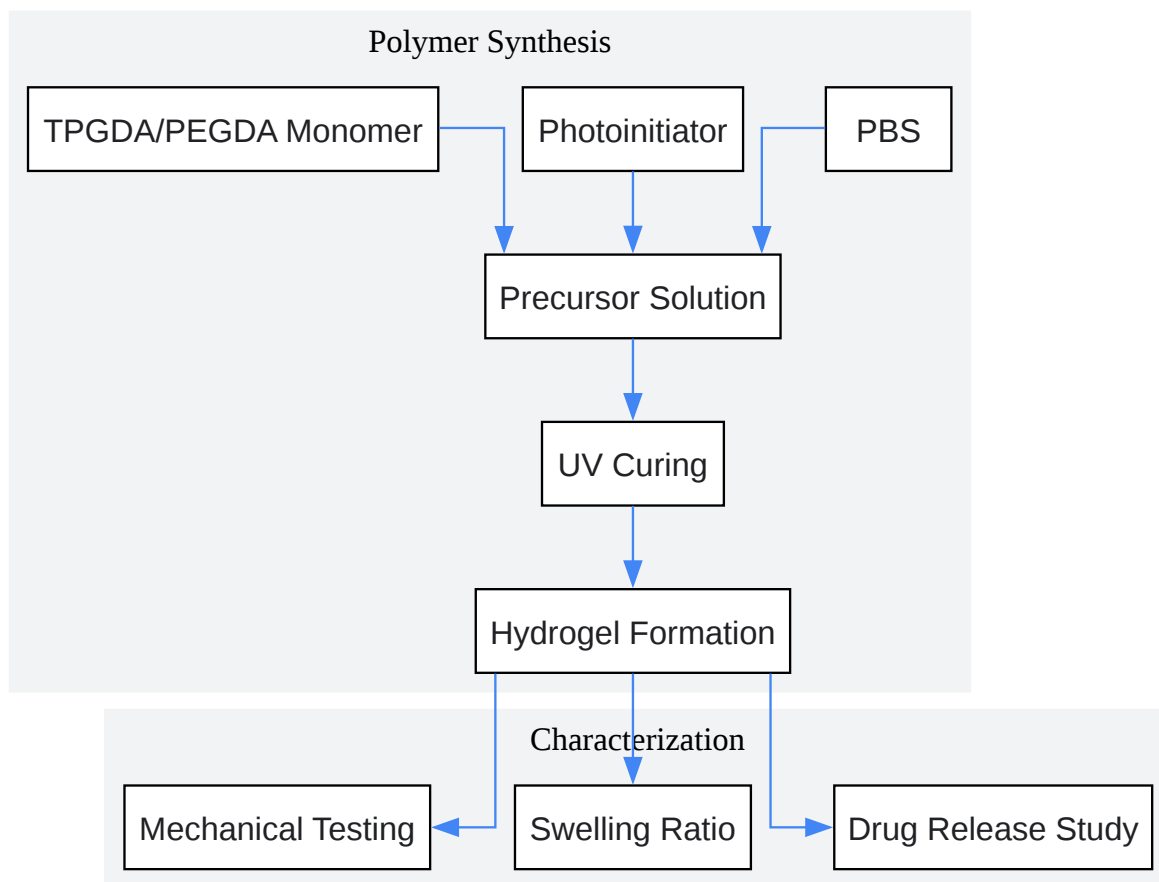 Polymer Synthesis
TPGDA/PEGDA Monomer
Photoinitiator
PBS
Precursor Solution
UV Curing
Hydrogel Formation
Characterization
Mechanical Testing
Swelling Ratio
Drug Release Study